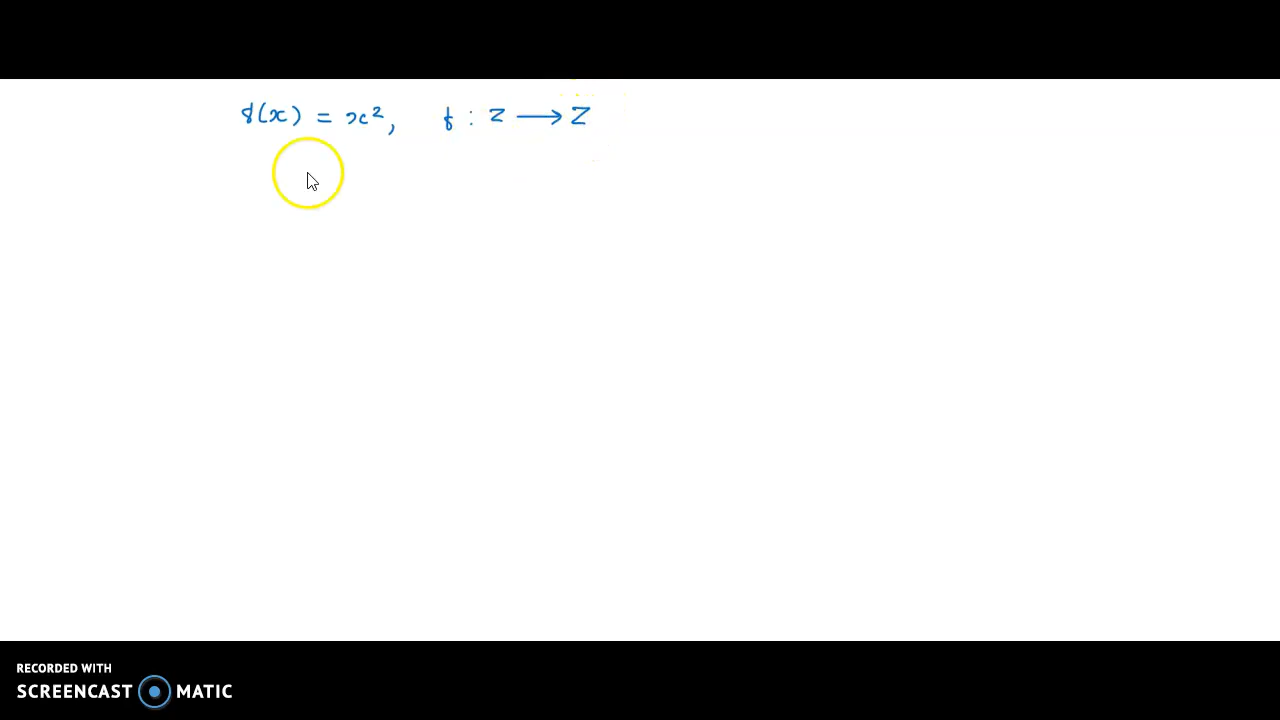 f(x) = x², f : Z ⟶ Z
RECORDED WITH
SCREENCAST MATIC